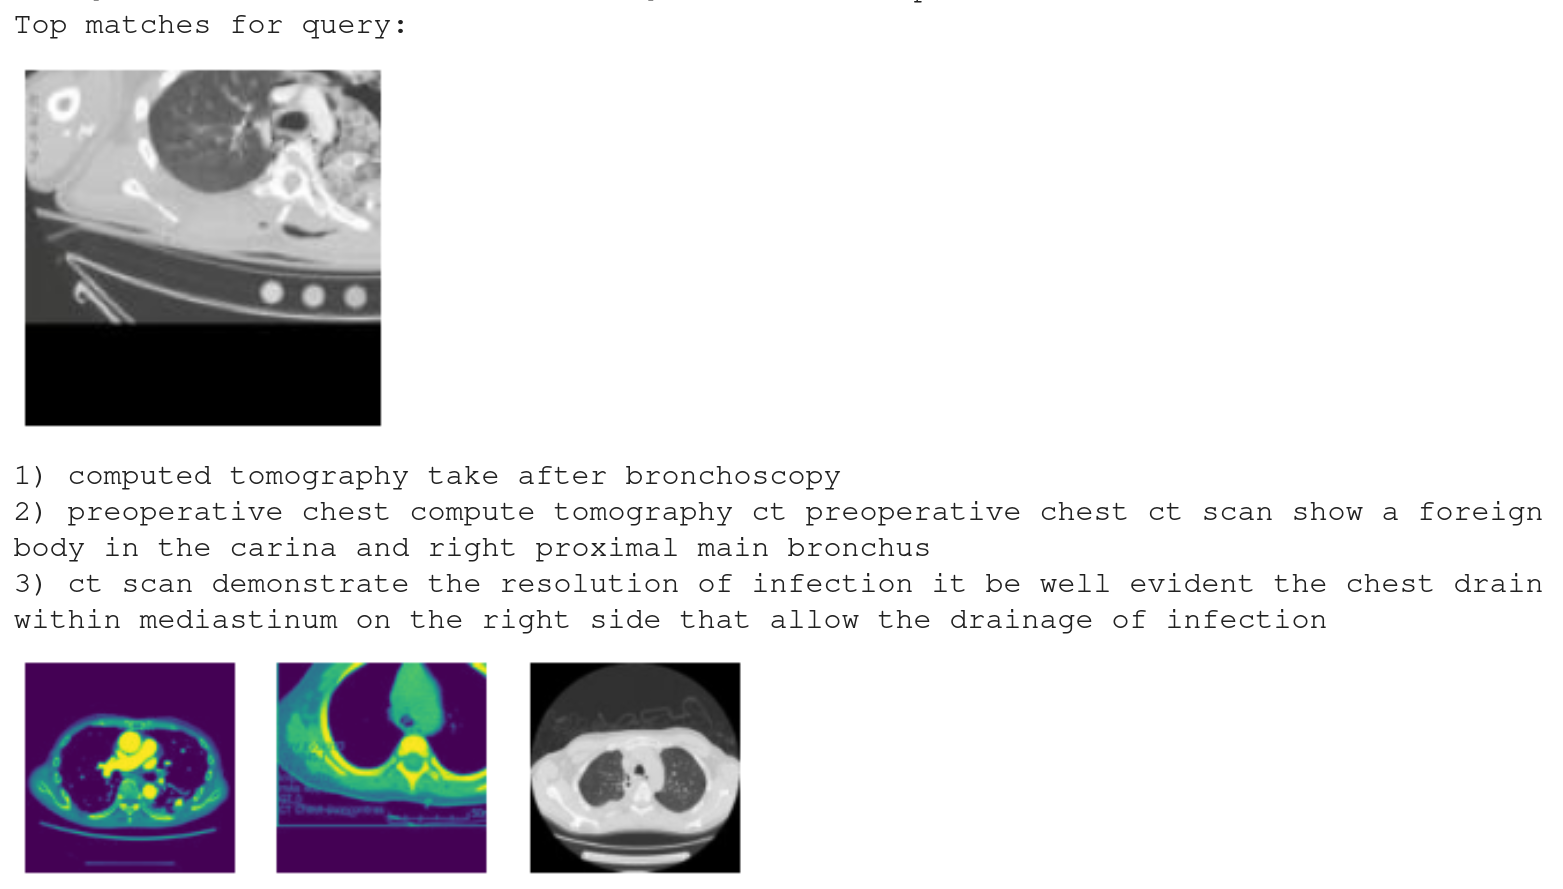 Top matches for query:
1) computed tomography take after bronchoscopy
2) preoperative chest compute tomography ct preoperative chest ct scan show a foreign
body in the carina and right proximal main bronchus
3) ct scan demonstrate the resolution of infection it be well evident the chest drain
within mediastinum on the right side that allow the drainage of infection